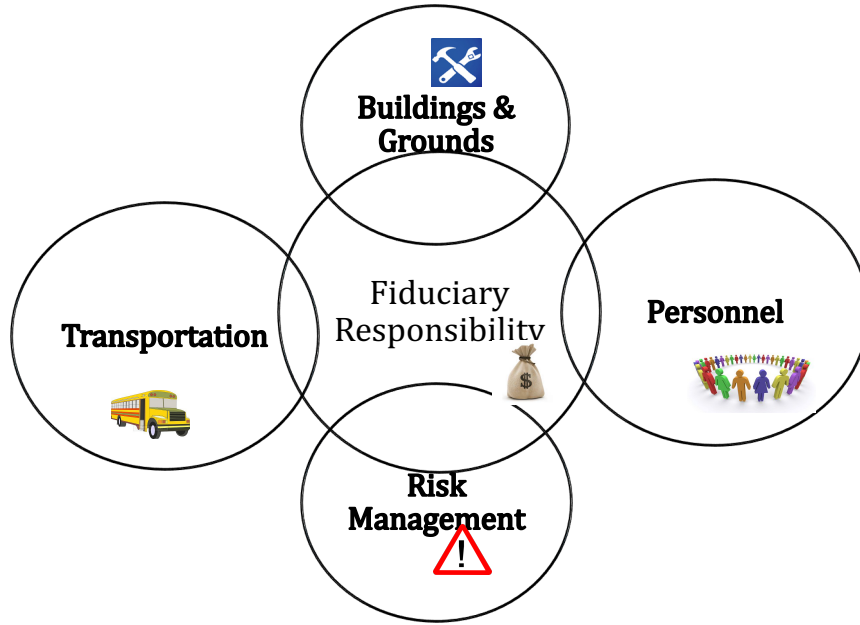 Buildings &
Grounds
Fiduciary
Responsibility
Transportation
Personnel
$
Risk
Management
!